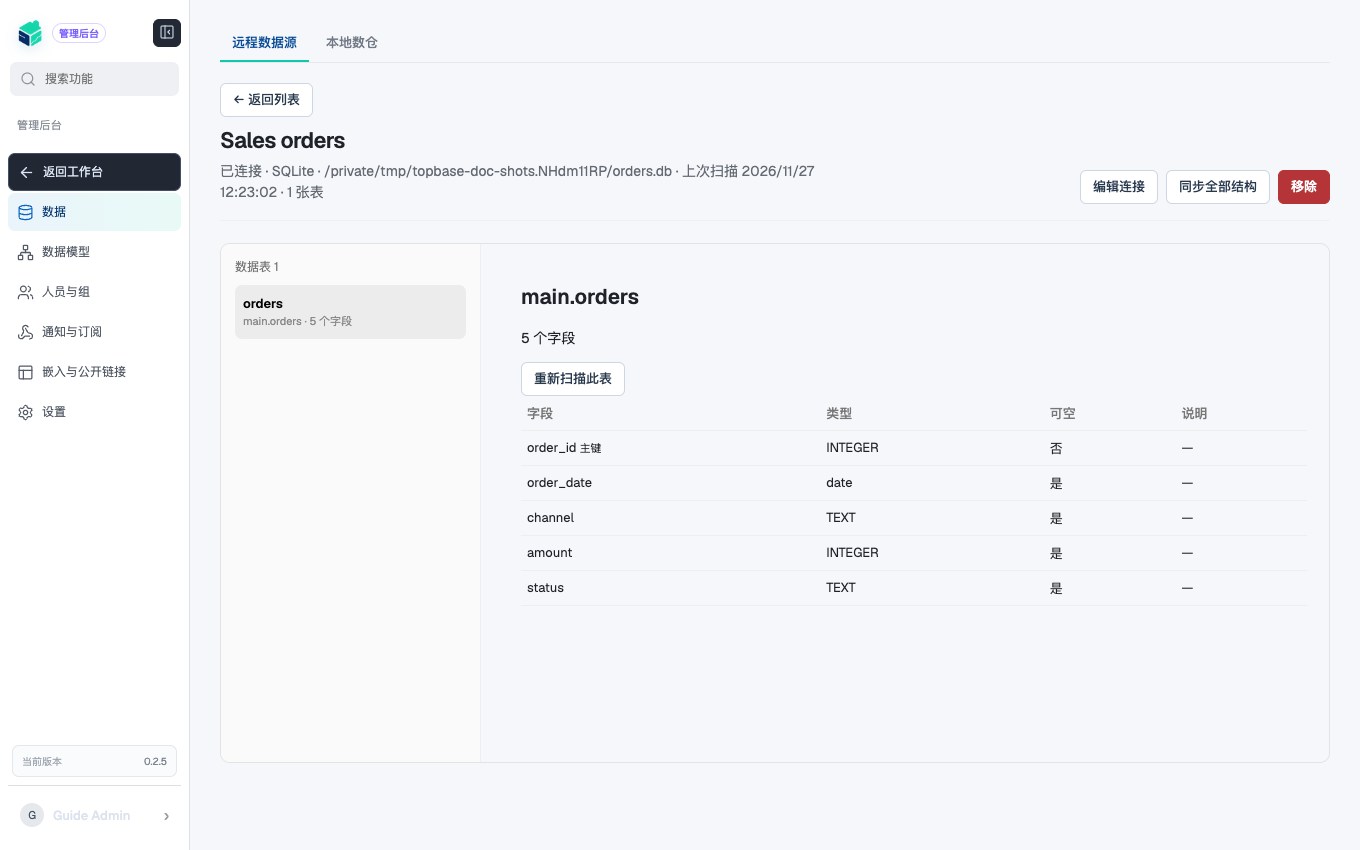 管理后台
搜索功能
管理后台
返回工作台
数据
数据模型
人员与组
通知与订阅
嵌入与公开链接
设置
当前版本 0.2.5
G Guide Admin
远程数据源 本地数仓
← 返回列表
Sales orders
已连接 · SQLite · /private/tmp/topbase-doc-shots.NHdm11RP/orders.db · 上次扫描 2026/11/27
12:23:02 · 1 张表
编辑连接 同步全部结构 移除
数据表 1
orders
main.orders · 5 个字段
main.orders
5 个字段
重新扫描此表
字段 类型 可空 说明
order_id 主键 INTEGER 否 —
order_date date 是 —
channel TEXT 是 —
amount INTEGER 是 —
status TEXT 是 —